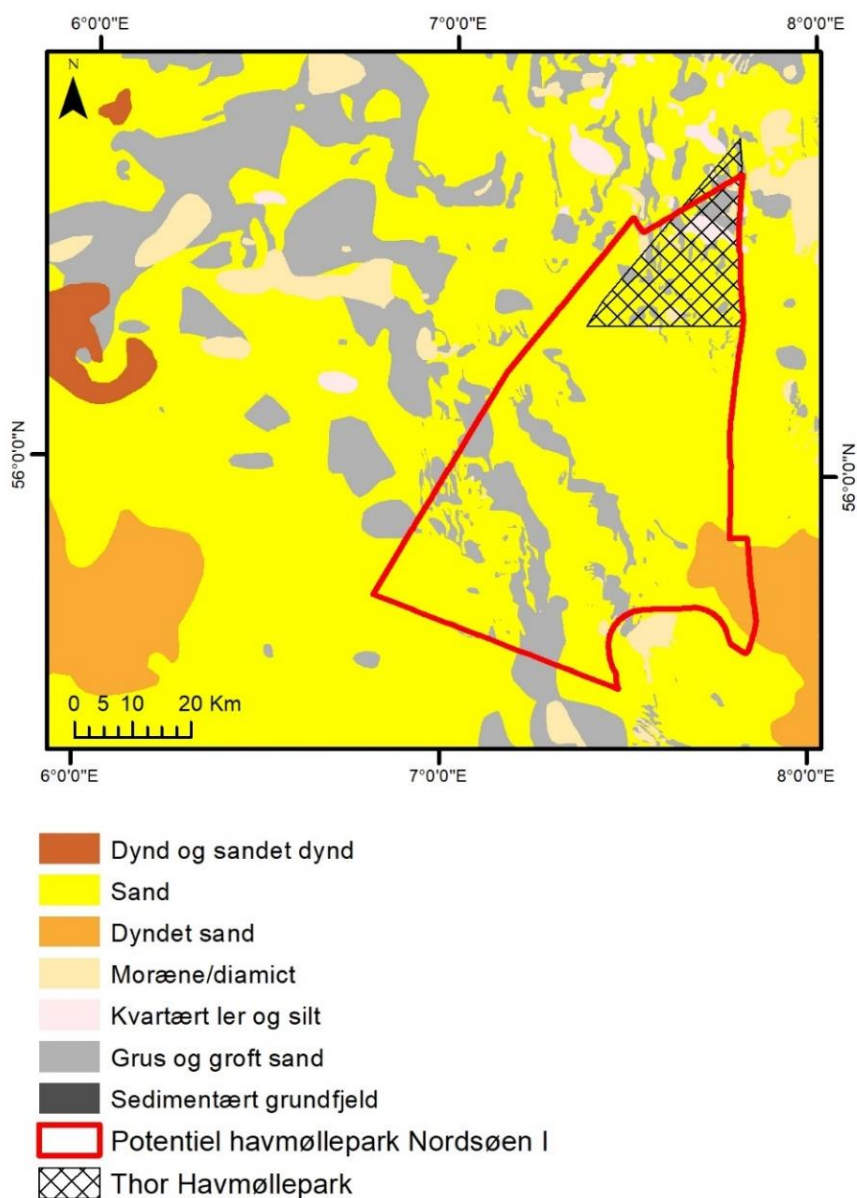 6°0'0"E 7°0'0"E 8°0'0"E
N
56°0'0"N
56°0'0"N
0 5 10 20 Km
6°0'0"E 7°0'0"E 8°0'0"E
Dynd og sandet dynd
Sand
Dyndet sand
Moræne/diamict
Kvartært ler og silt
Grus og groft sand
Sedimentært grundfjeld
Potentiel havmøllepark Nordsøen I
Thor Havmøllepark